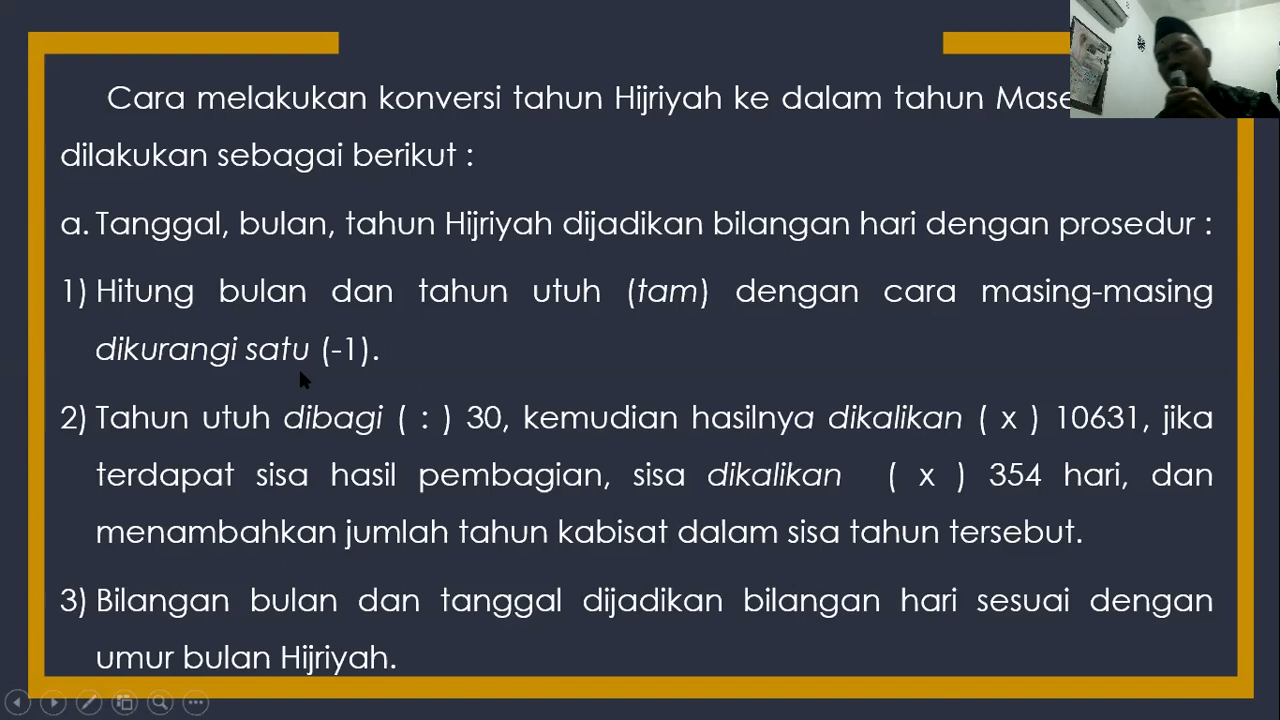 Cara melakukan konversi tahun Hijriyah ke dalam tahun
dilakukan sebagai berikut :
a. Tanggal, bulan, tahun Hijriyah dijadikan bilangan hari dengan prosedur :
1) Hitung bulan dan tahun utuh (tam) dengan cara masing-masing
dikurangi satu (-1).
2) Tahun utuh dibagi ( : ) 30, kemudian hasilnya dikalikan ( x ) 10631, jika
terdapat sisa hasil pembagian, sisa dikalikan ( x ) 354 hari, dan
menambahkan jumlah tahun kabisat dalam sisa tahun tersebut.
3) Bilangan bulan dan tanggal dijadikan bilangan hari sesuai dengan
umur bulan Hijriyah.